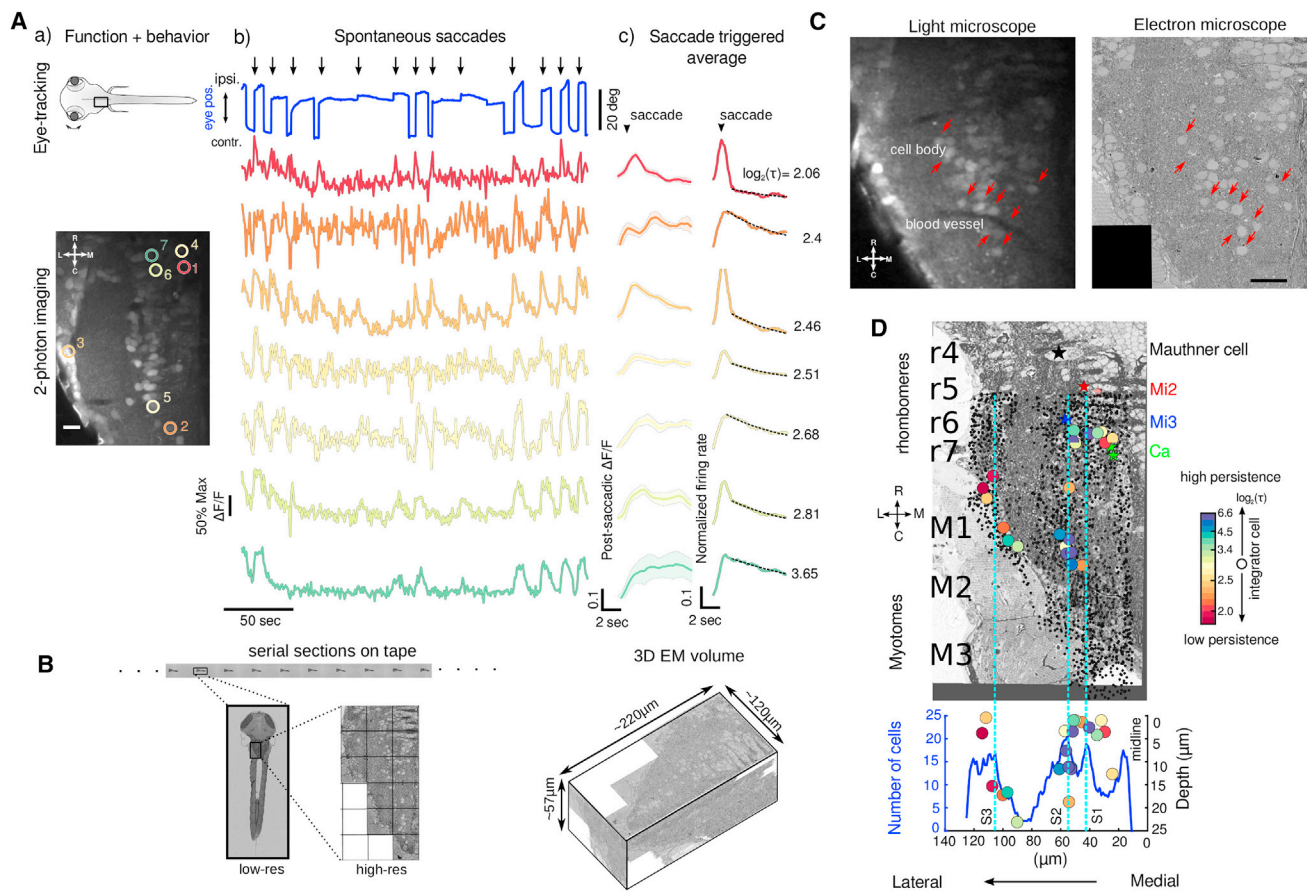 A
a) Function + behavior
b) Spontaneous saccades
c) Saccade triggered
average
Eye-tracking
ipsi.
eye pos.
contr.
20 deg
saccade
saccade
log₂(τ)= 2.06
2.4
2.46
2.51
2.68
2.81
3.65
2-photon imaging
R
L M
C
7
4
1
6
3
5
2
50% Max
ΔF/F
50 sec
Post-saccadic ΔF/F
0.1
2 sec
Normalized firing rate
0.1
2 sec
B
serial sections on tape
low-res
high-res
3D EM volume
~220μm
~120μm
~57μm
C
Light microscope
Electron microscope
cell body
blood vessel
R
L M
C
D
rhombomeres
r4
r5
r6
r7
Mauthner cell
Mi2
Mi3
Ca
R
L M
C
Myotomes
M1
M2
M3
high persistence
log₂(τ)
6.6
4.5
3.4
2.5
2.0
integrator cell
low persistence
Number of cells
25
20
15
10
5
0
S3
S2
S1
midline
0
5
10
15
20
25
Depth (μm)
140 120 100 80 60 40 20 0
(μm)
Lateral
Medial